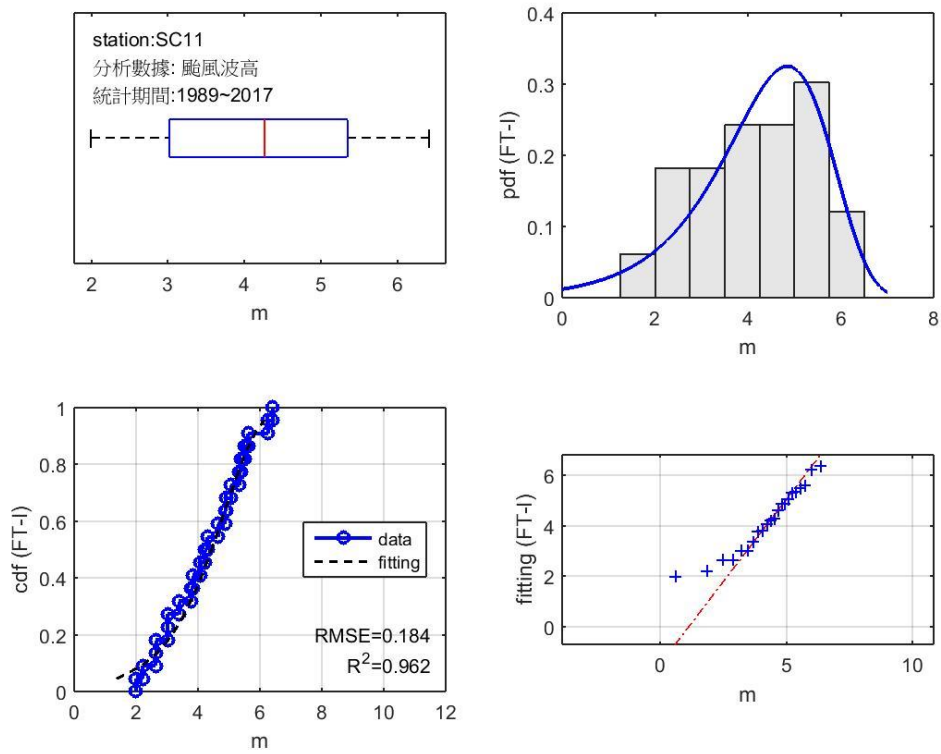 station:SC11
分析數據: 颱風波高
統計期間:1989~2017
2 3 4 5 6
m
pdf (FT-I)
0.4
0.3
0.2
0.1
0
0 2 4 6 8
m
cdf (FT-I)
1
0.8
0.6
0.4
0.2
0
data
fitting
RMSE=0.184
R²=0.962
0 2 4 6 8 10 12
m
fitting (FT-I)
6
4
2
0
0 5 10
m